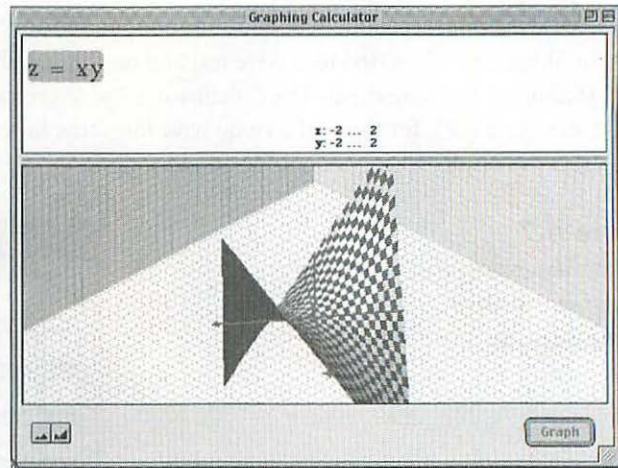 Graphing Calculator
z = xy
x: -2 ... 2
y: -2 ... 2
Graph